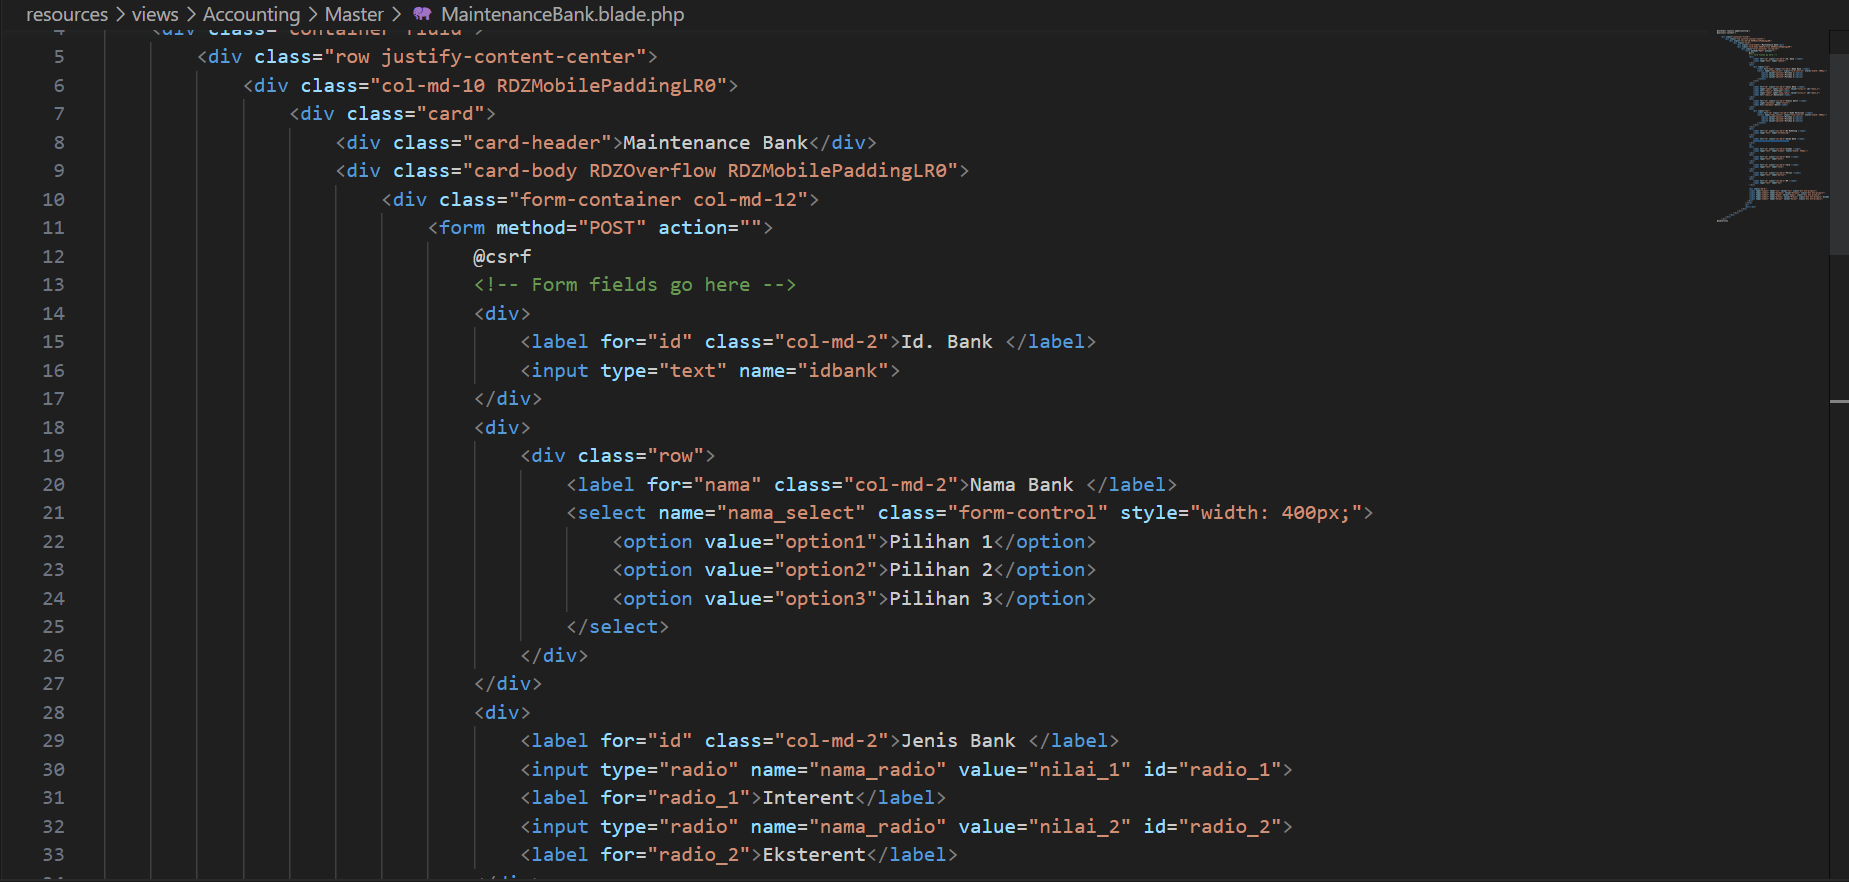 resources > views > Accounting > Master > MaintenanceBank.blade.php
4 <div class="container fluid">
5 <div class="row justify-content-center">
6 <div class="col-md-10 RDZMobilePaddingLR0">
7 <div class="card">
8 <div class="card-header">Maintenance Bank</div>
9 <div class="card-body RDZOverflow RDZMobilePaddingLR0">
10 <div class="form-container col-md-12">
11 <form method="POST" action="">
12 @csrf
13 <!-- Form fields go here -->
14 <div>
15 <label for="id" class="col-md-2">Id. Bank </label>
16 <input type="text" name="idbank">
17 </div>
18 <div>
19 <div class="row">
20 <label for="nama" class="col-md-2">Nama Bank </label>
21 <select name="nama_select" class="form-control" style="width: 400px;">
22 <option value="option1">Pilihan 1</option>
23 <option value="option2">Pilihan 2</option>
24 <option value="option3">Pilihan 3</option>
25 </select>
26 </div>
27 </div>
28 <div>
29 <label for="id" class="col-md-2">Jenis Bank </label>
30 <input type="radio" name="nama_radio" value="nilai_1" id="radio_1">
31 <label for="radio_1">Interent</label>
32 <input type="radio" name="nama_radio" value="nilai_2" id="radio_2">
33 <label for="radio_2">Eksterent</label>